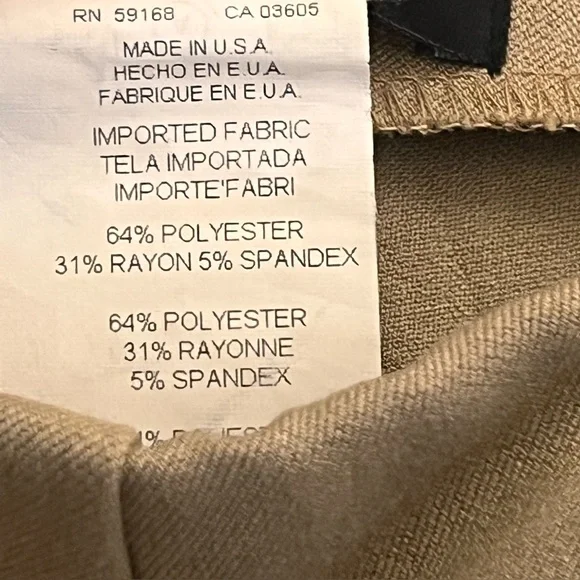 RN 59168 CA 03605
MADE IN U.S.A.
HECHO EN E.U.A.
FABRIQUE EN E.U.A.
IMPORTED FABRIC
TELA IMPORTADA
IMPORTE'FABRI
64% POLYESTER
31% RAYON 5% SPANDEX
64% POLYESTER
31% RAYONNE
5% SPANDEX